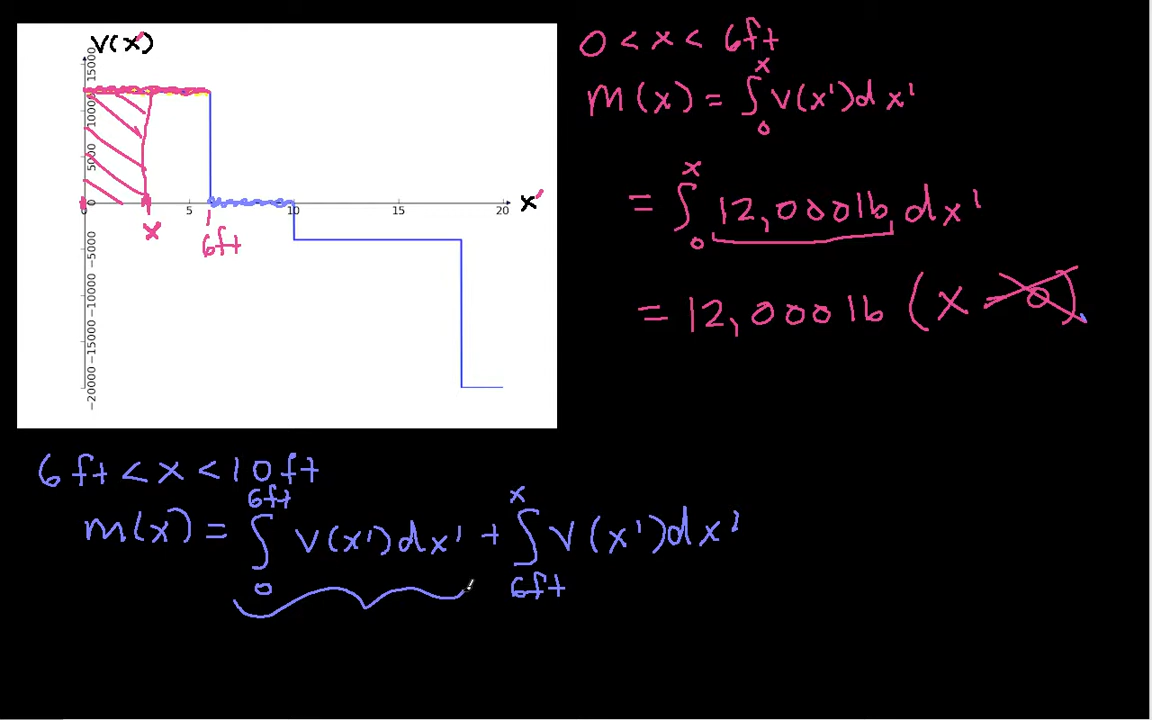 V(x')
15000
10000
5000
0
-5000
-10000
-15000
-20000
5
10
15
20
x'
x
6ft
0 < x < 6ft
M(x) = ∫₀ˣ V(x')dx'
= ∫₀ˣ 12,000lb dx'
= 12,000lb (x - 0)
6ft < x < 10ft
M(x) = ∫₀^6ft V(x')dx' + ∫_6ft^x V(x')dx'